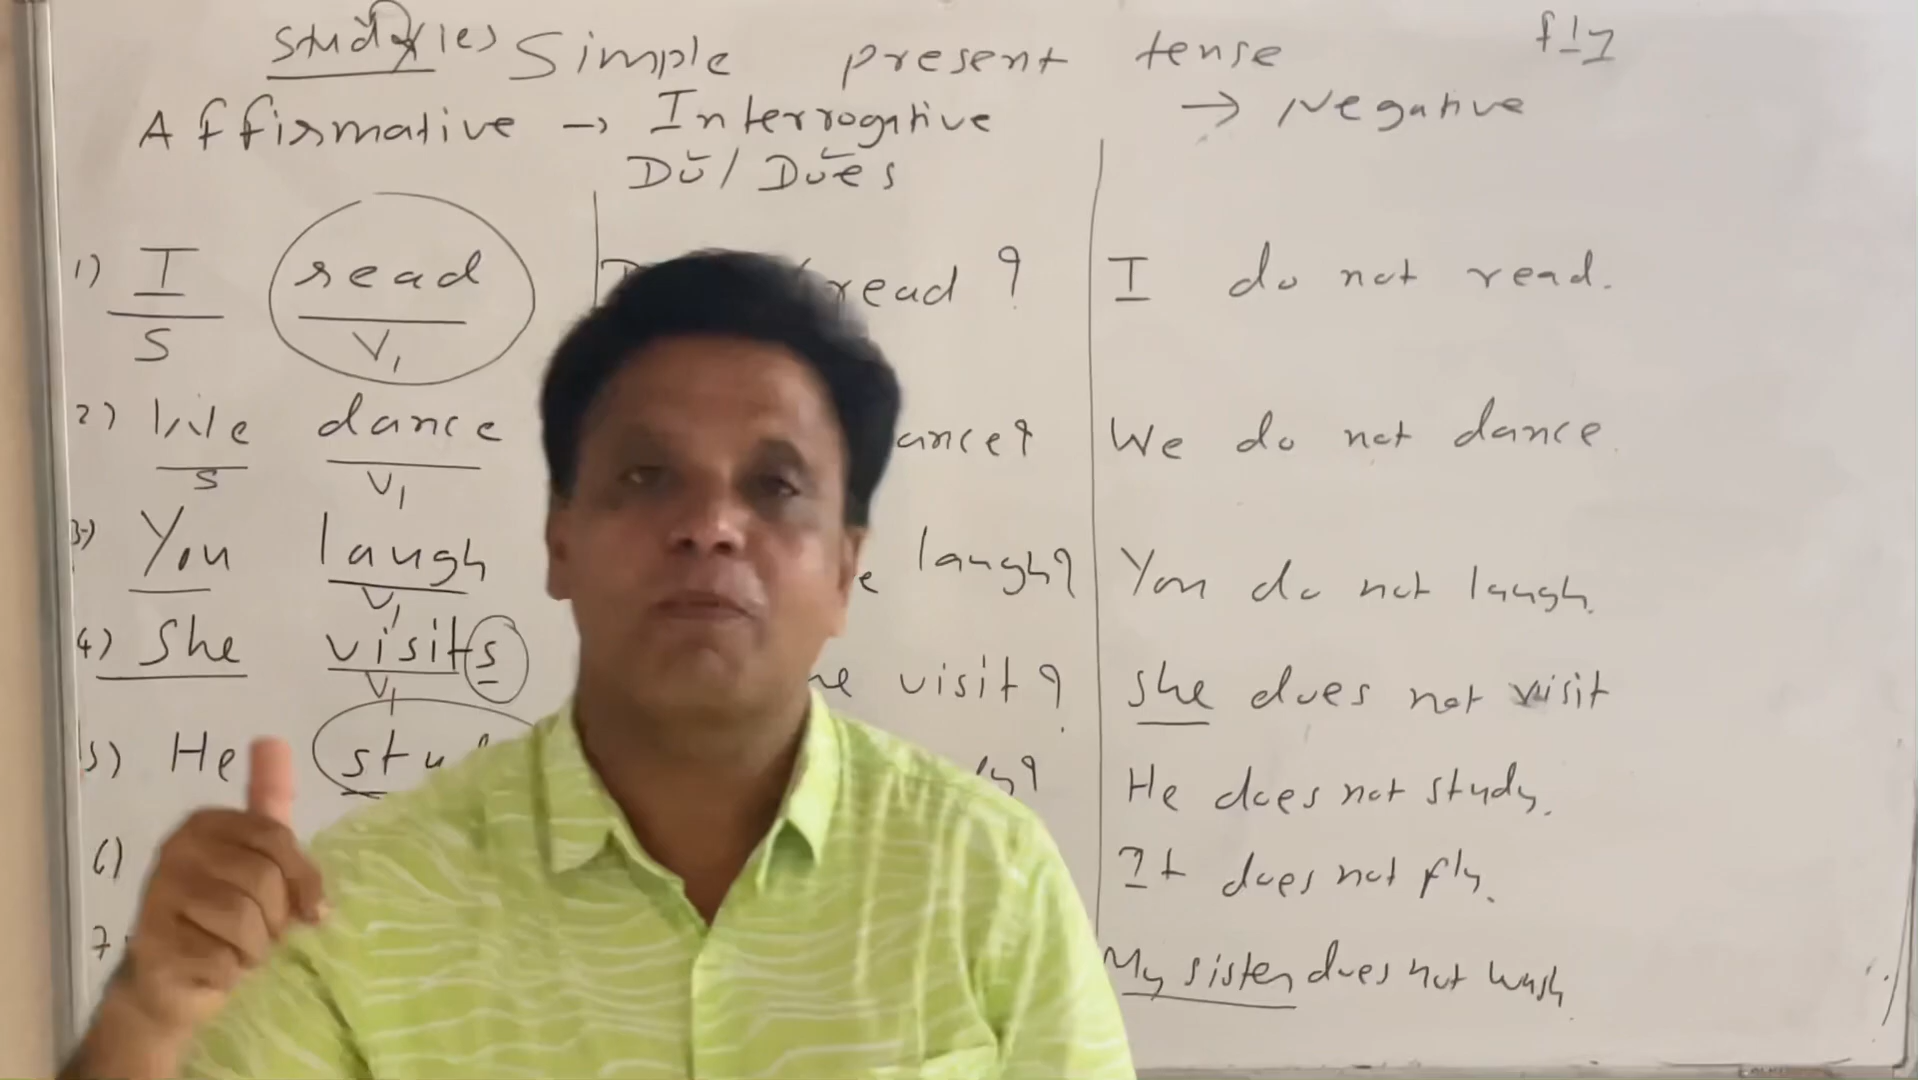 studies Simple present tense fly
Affirmative → Interrogative → Negative
Do / Does
1) I read read ? I do not read.
S V1
2) We dance dance? We do not dance.
S V1
3) You laugh laugh? You do not laugh.
V1
4) She visits visit? She does not visit
V1
5) He He does not study.
6) It does not fly.
7) My sister does not wash